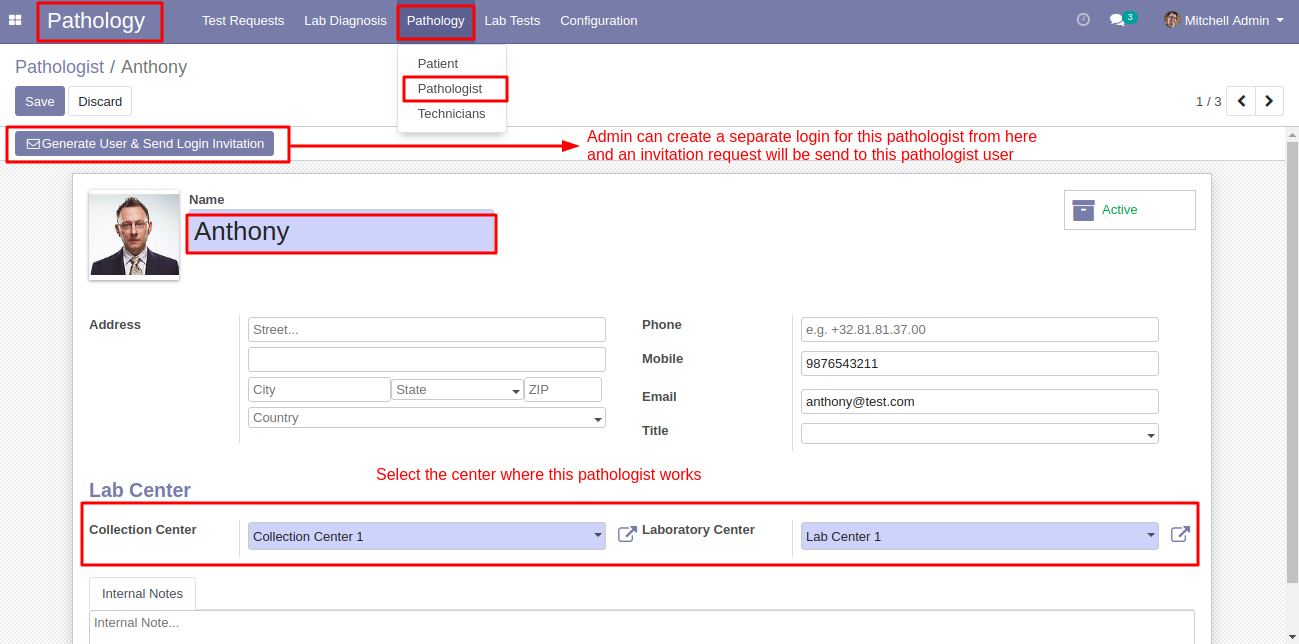 Pathology
Test Requests
Lab Diagnosis
Pathology
Lab Tests
Configuration
3
Mitchell Admin
Pathologist / Anthony
Patient
Pathologist
Technicians
Save
Discard
1 / 3
Generate User & Send Login Invitation
Admin can create a separate login for this pathologist from here
and an invitation request will be send to this pathologist user
Name
Anthony
Active
Address
Street...
City
State
ZIP
Country
Phone
e.g. +32.81.81.37.00
Mobile
9876543211
Email
anthony@test.com
Title
Select the center where this pathologist works
Lab Center
Collection Center
Collection Center 1
Laboratory Center
Lab Center 1
Internal Notes
Internal Note...